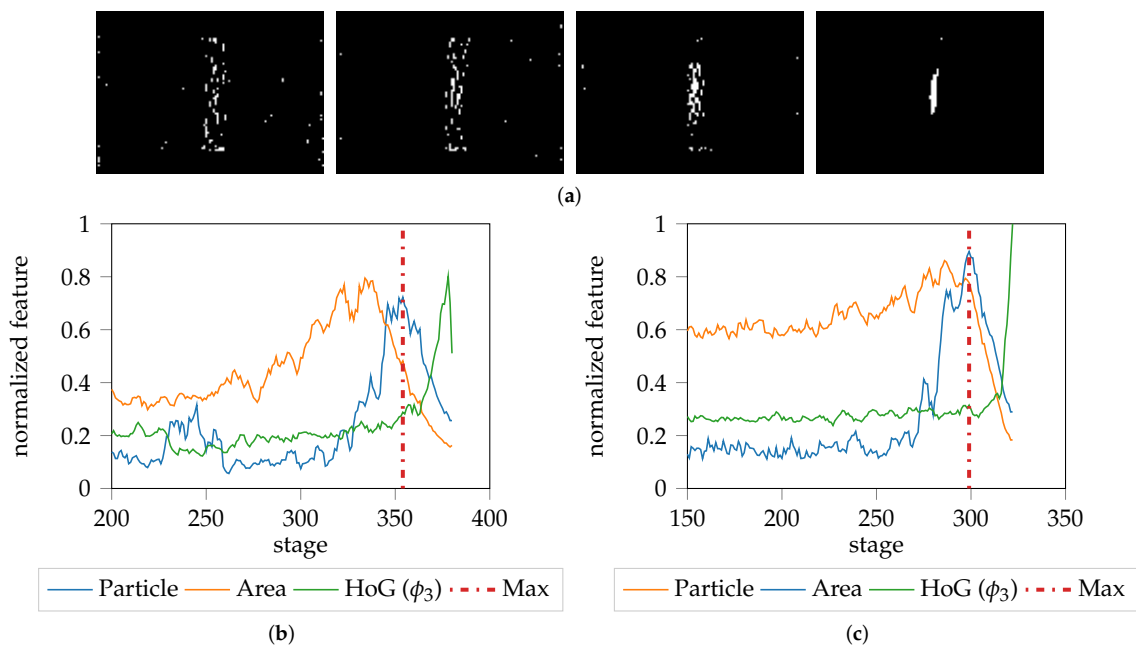 (a)
1
0.8
0.6
0.4
0.2
0
normalized feature
200 250 300 350 400
stage
Particle Area HoG (ϕ₃) Max
(b)
1
0.8
0.6
0.4
0.2
0
normalized feature
150 200 250 300 350
stage
Particle Area HoG (ϕ₃) Max
(c)